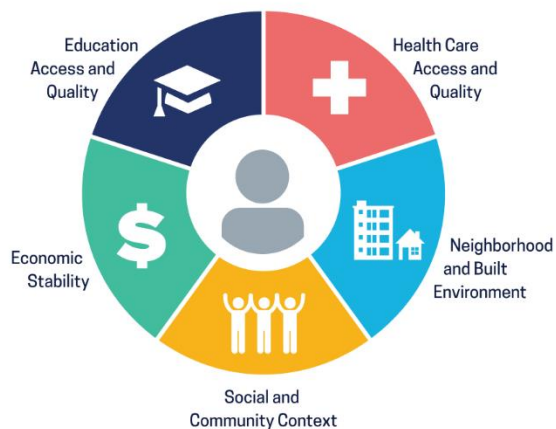 Education
Access and
Quality
Health Care
Access and
Quality
Economic
Stability
Neighborhood
and Built
Environment
Social and
Community Context